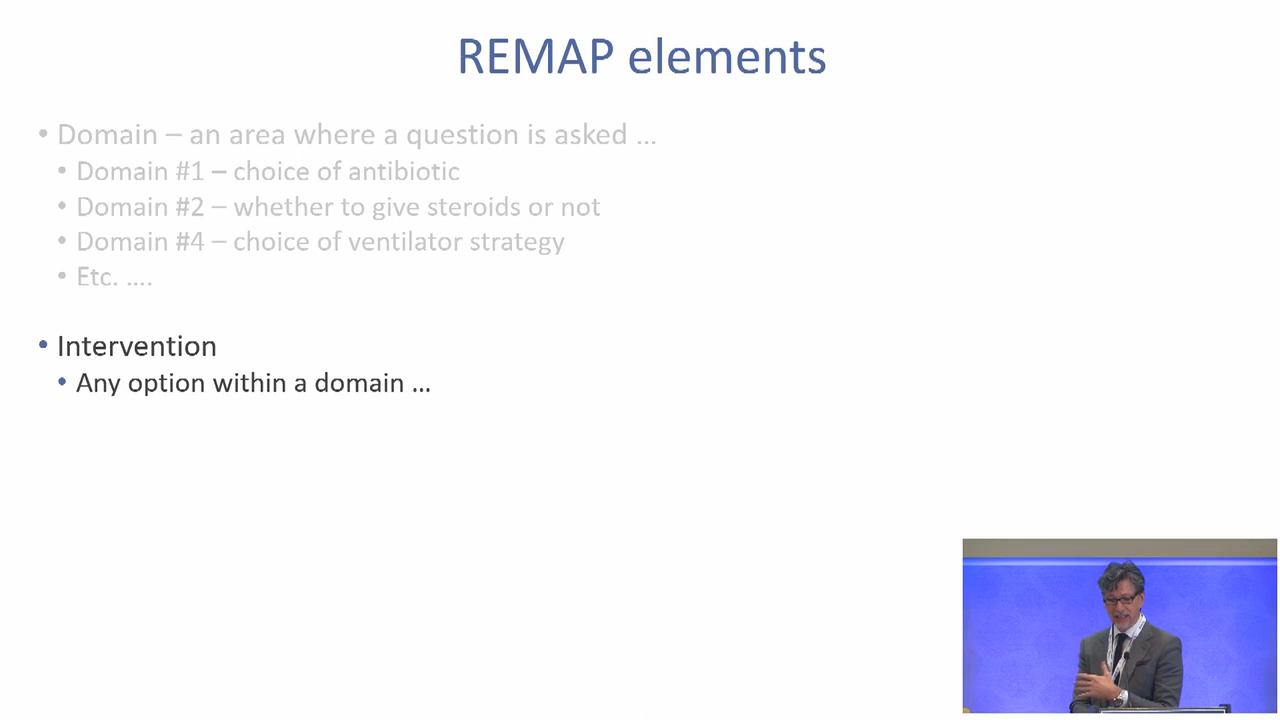 REMAP elements
• Domain – an area where a question is asked …
• Domain #1 – choice of antibiotic
• Domain #2 – whether to give steroids or not
• Domain #4 – choice of ventilator strategy
• Etc. ….
• Intervention
• Any option within a domain …